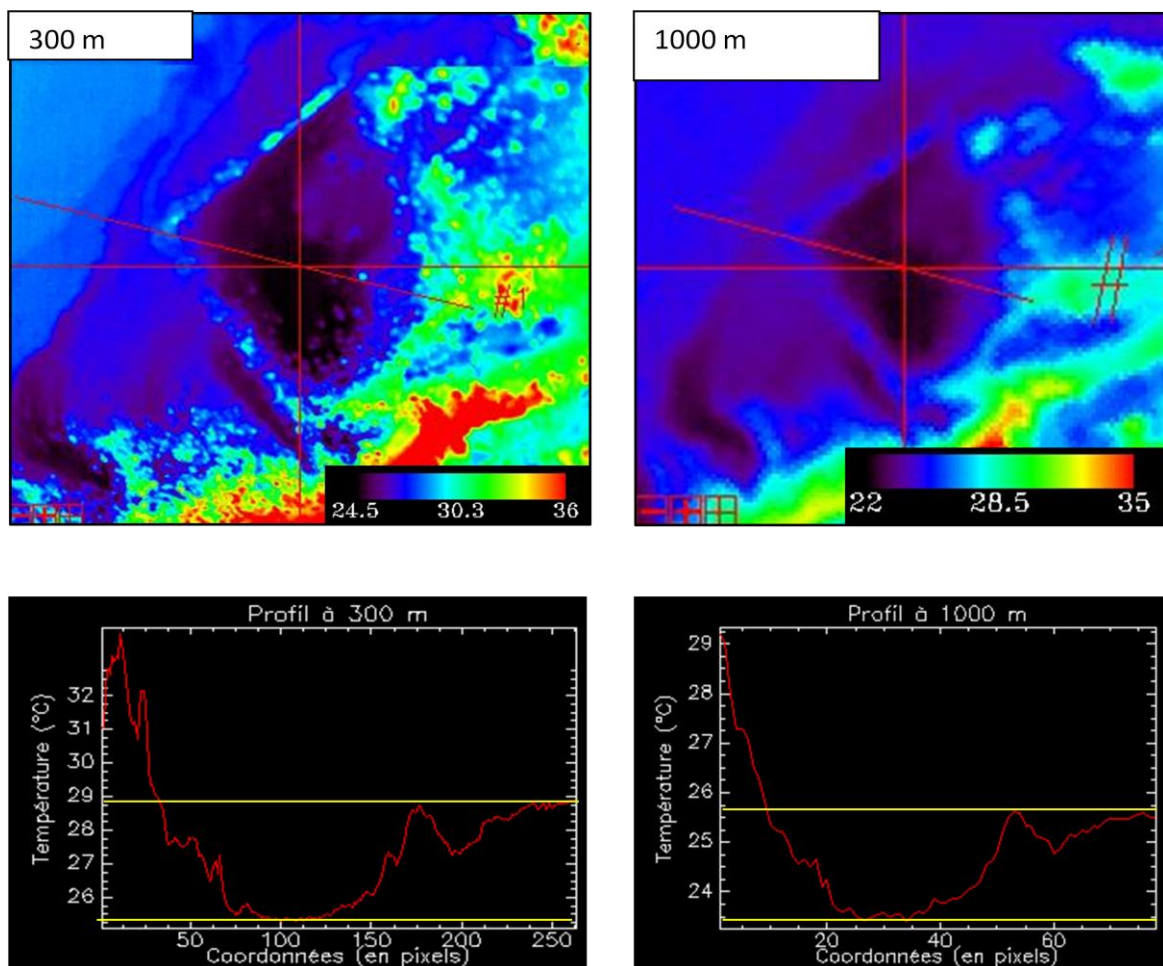 300 m
1000 m
#1
#
24.5 30.3 36
22 28.5 35
Profil à 300 m
Température (°C)
32
31
30
29
28
27
26
50 100 150 200 250
Coordonnées (en pixels)
Profil à 1000 m
Température (°C)
29
28
27
26
25
24
20 40 60
Coordonnées (en pixels)